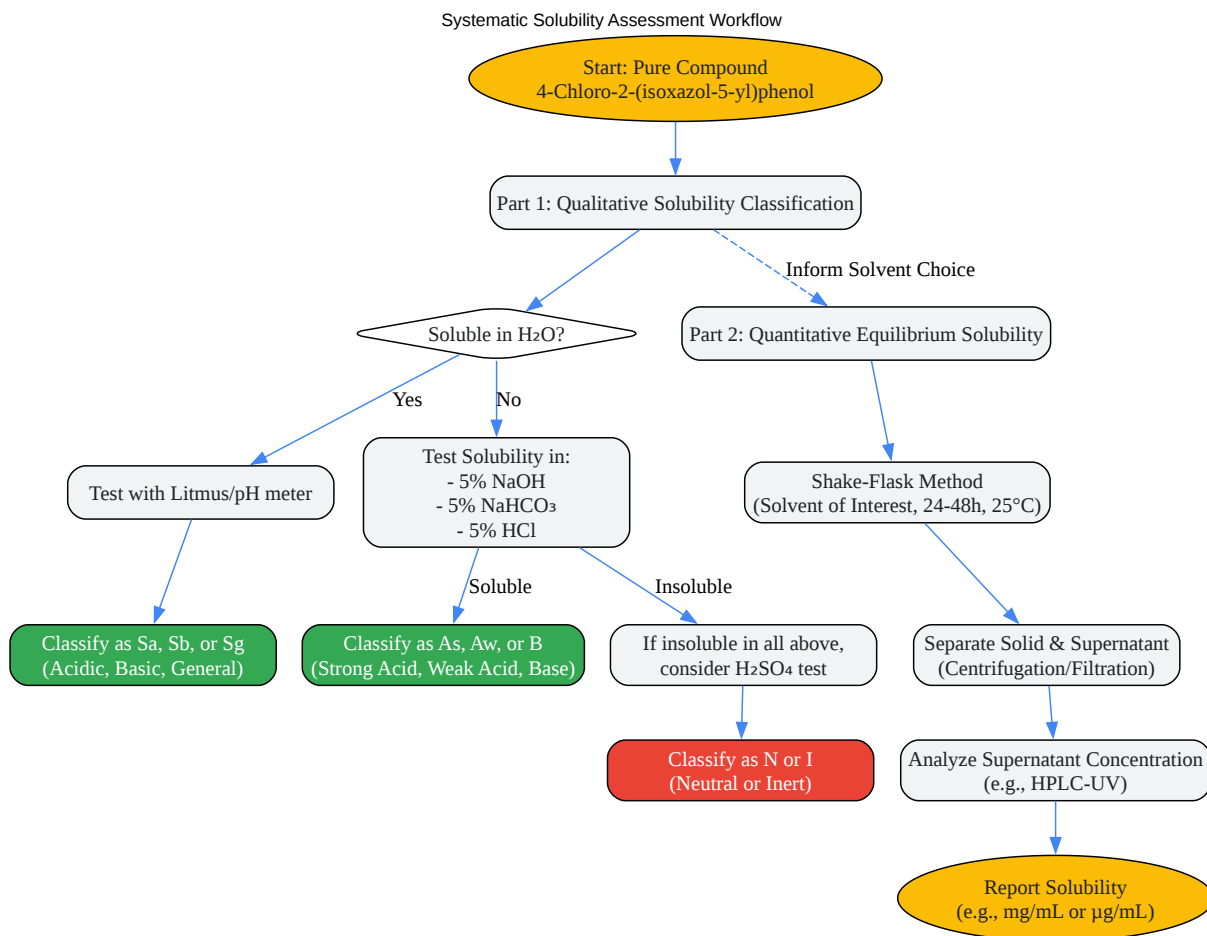 Systematic Solubility Assessment Workflow
Start: Pure Compound
4-Chloro-2-(isoxazol-5-yl)phenol
Part 1: Qualitative Solubility Classification
Inform Solvent Choice
Soluble in H₂O?
Part 2: Quantitative Equilibrium Solubility
Yes
No
Test with Litmus/pH meter
Test Solubility in:
- 5% NaOH
- 5% NaHCO₃
- 5% HCl
Shake-Flask Method
(Solvent of Interest, 24-48h, 25°C)
Soluble
Insoluble
Classify as Sa, Sb, or Sg
(Acidic, Basic, General)
Classify as As, Aw, or B
(Strong Acid, Weak Acid, Base)
If insoluble in all above,
consider H₂SO₄ test
Separate Solid & Supernatant
(Centrifugation/Filtration)
Classify as N or I
(Neutral or Inert)
Analyze Supernatant Concentration
(e.g., HPLC-UV)
Report Solubility
(e.g., mg/mL or µg/mL)